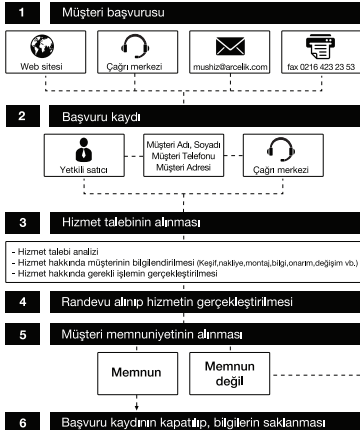 1 Müşteri başvurusu
Web sitesi
Çağrı merkezi
mushiz@arcelik.com
fax 0216 423 23 53
2 Başvuru kaydı
Yetkili satıcı
Müşteri Adı, Soyadı
Müşteri Telefonu
Müşteri Adresi
Çağrı merkezi
3 Hizmet talebinin alınması
- Hizmet talebi analizi
- Hizmet hakkında müşterinin bilgilendirilmesi (Keşif,nakliye,montaj,bilgi,onarım,değişim vb.)
- Hizmet hakkında gerekli işlemin gerçekleştirilmesi
4 Randevu alınıp hizmetin gerçekleştirilmesi
5 Müşteri memnuniyetinin alınması
Memnun
Memnun
değil
6 Başvuru kaydının kapatılıp, bilgilerin saklanması